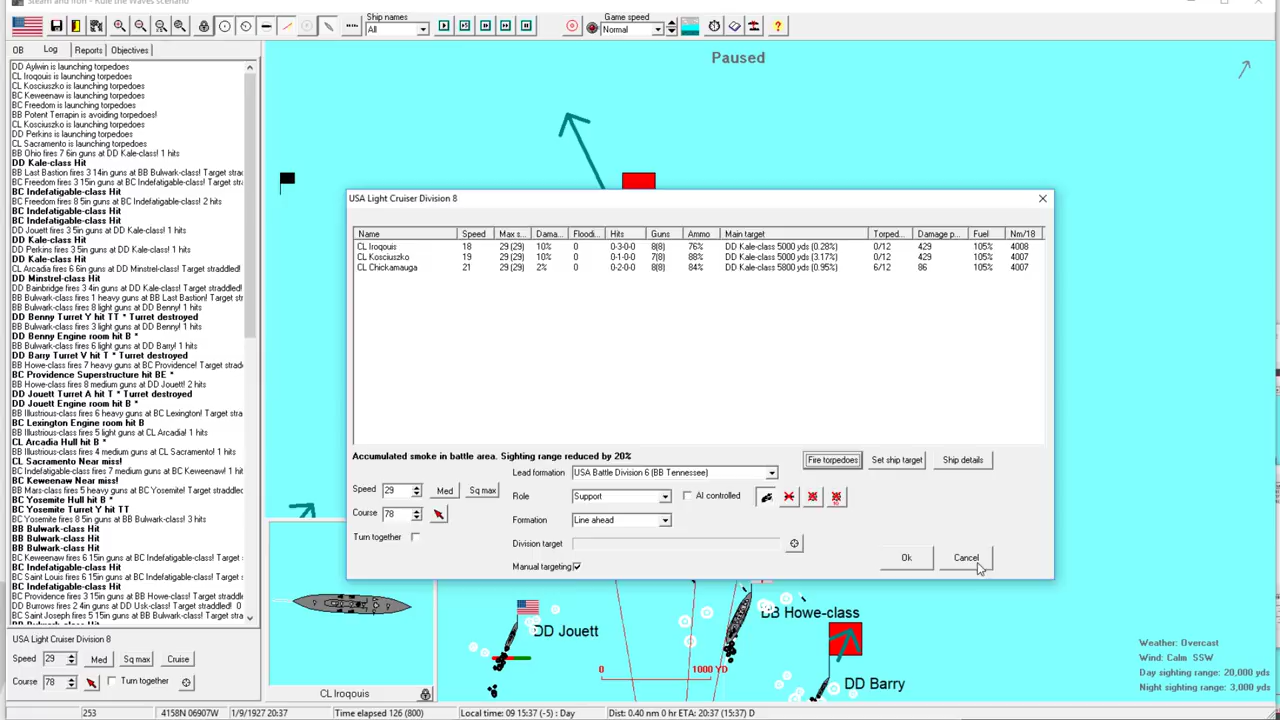 Steam and Iron - Rule the Waves scenario
Ship names
All
Game speed
Normal
OB Log Reports Objectives
DD Aylwin is launching torpedoes
CL Iroqouis is launching torpedoes
CL Kosciuszko is launching torpedoes
BC Keweenaw is launching torpedoes
BC Freedom is launching torpedoes
BB Potent Terrapin is avoiding torpedoes!
CL Kosciuszko is launching torpedoes
DD Perkins is launching torpedoes
CL Sacramento is launching torpedoes
BB Ohio fires 7 6in guns at DD Kale-class! 1 hits
DD Kale-class Hit
BB Last Bastion fires 3 14in guns at BB Bulwark-class! Target stra
BC Freedom fires 3 15in guns at BC Indefatigable-class! Target stra
BC Indefatigable-class Hit
BC Freedom fires 8 5in guns at BC Indefatigable-class! 2 hits
BC Indefatigable-class Hit
BC Indefatigable-class Hit
DD Jouett fires 3 5in guns at DD Kale-class! 1 hits
DD Kale-class Hit
DD Perkins fires 3 5in guns at DD Kale-class! 1 hits
DD Kale-class Hit
CL Arcadia fires 6 6in guns at DD Minstrel-class! Target straddled!
DD Minstrel-class Hit
DD Bainbridge fires 3 4in guns at DD Kale-class! 1 hits
BB Bulwark-class fires 1 heavy guns at BB Last Bastion! Target str
BB Bulwark-class fires 8 light guns at DD Benny! 1 hits
DD Benny Turret Y hit TT * Turret destroyed
BB Bulwark-class fires 3 light guns at DD Benny! 1 hits
DD Benny Engine room hit B *
BB Bulwark-class fires 6 light guns at DD Barry! 1 hits
DD Barry Turret V hit T * Turret destroyed
BB Howe-class fires 7 heavy guns at BC Providence! Target stradd
BC Providence Superstructure hit BE *
BB Howe-class fires 8 medium guns at DD Jouett! 2 hits
DD Jouett Turret A hit T * Turret destroyed
DD Jouett Engine room hit B *
BB Illustrious-class fires 6 heavy guns at BC Lexington! Target stra
BC Lexington Engine room hit B
BB Illustrious-class fires 5 light guns at CL Arcadia! 1 hits
CL Arcadia Hull hit B *
BB Illustrious-class fires 4 medium guns at CL Sacramento! 1 hits
CL Sacramento Near miss!
BC Indefatigable-class fires 7 medium guns at BC Keweenaw! 1 hi
BC Keweenaw Near miss!
BB Mars-class fires 5 heavy guns at BC Yosemite! Target straddle
BC Yosemite Hull hit B *
BC Yosemite Turret Y hit TT
BC Yosemite fires 8 5in guns at BB Bulwark-class! 3 hits
BB Bulwark-class Hit
BB Bulwark-class Hit
BB Bulwark-class Hit
BC Keweenaw fires 6 15in guns at BC Indefatigable-class! Target s
BC Indefatigable-class Hit
BC Saint Louis fires 6 15in guns at BC Indefatigable-class! Target s
BC Indefatigable-class Hit
BC Providence fires 3 15in guns at BB Howe-class! Target straddle
DD Burrows fires 2 4in guns at DD Usk-class! Target straddled! 0
BC Saint Joseph fires 5 15in guns at BB Bulwark-class! Target stra
USA Light Cruiser Division 8
Speed 29 Med Sq max Cruise
Course 78 Turn together
Paused
USA Light Cruiser Division 8
Name Speed Max s... Dama... Floodi... Hits Guns Ammo Main target Torped... Damage p... Fuel Nm/18
CL Iroqouis 18 29 (29) 10% 0 0-3-0-0 8(8) 76% DD Kale-class 5000 yds (0.28%) 0/12 429 105% 4008
CL Kosciuszko 19 29 (29) 10% 0 0-1-0-0 7(8) 88% DD Kale-class 5000 yds (3.17%) 0/12 429 105% 4007
CL Chickamauga 21 29 (29) 2% 0 0-2-0-0 8(8) 84% DD Kale-class 5800 yds (0.95%) 6/12 86 105% 4007
Accumulated smoke in battle area. Sighting range reduced by 20%
Fire torpedoes Set ship target Ship details
Lead formation USA Battle Division 6 (BB Tennessee)
Speed 29 Med Sq max
Role Support AI controlled
Course 78
Formation Line ahead
Turn together
Division target
Manual targeting
Ok Cancel
DD Jouett
BB Howe-class
DD Barry
0 1000 YD
CL Iroqouis
Weather: Overcast
Wind: Calm SSW
Day sighting range: 20,000 yds
Night sighting range: 3,000 yds
253 4158N 06907W 1/9/1927 20:37 Time elapsed 126 (800) Local time: 09 15:37 (-5) : Day Dist: 0.40 nm 0 hr ETA: 20:37 (15:37) D